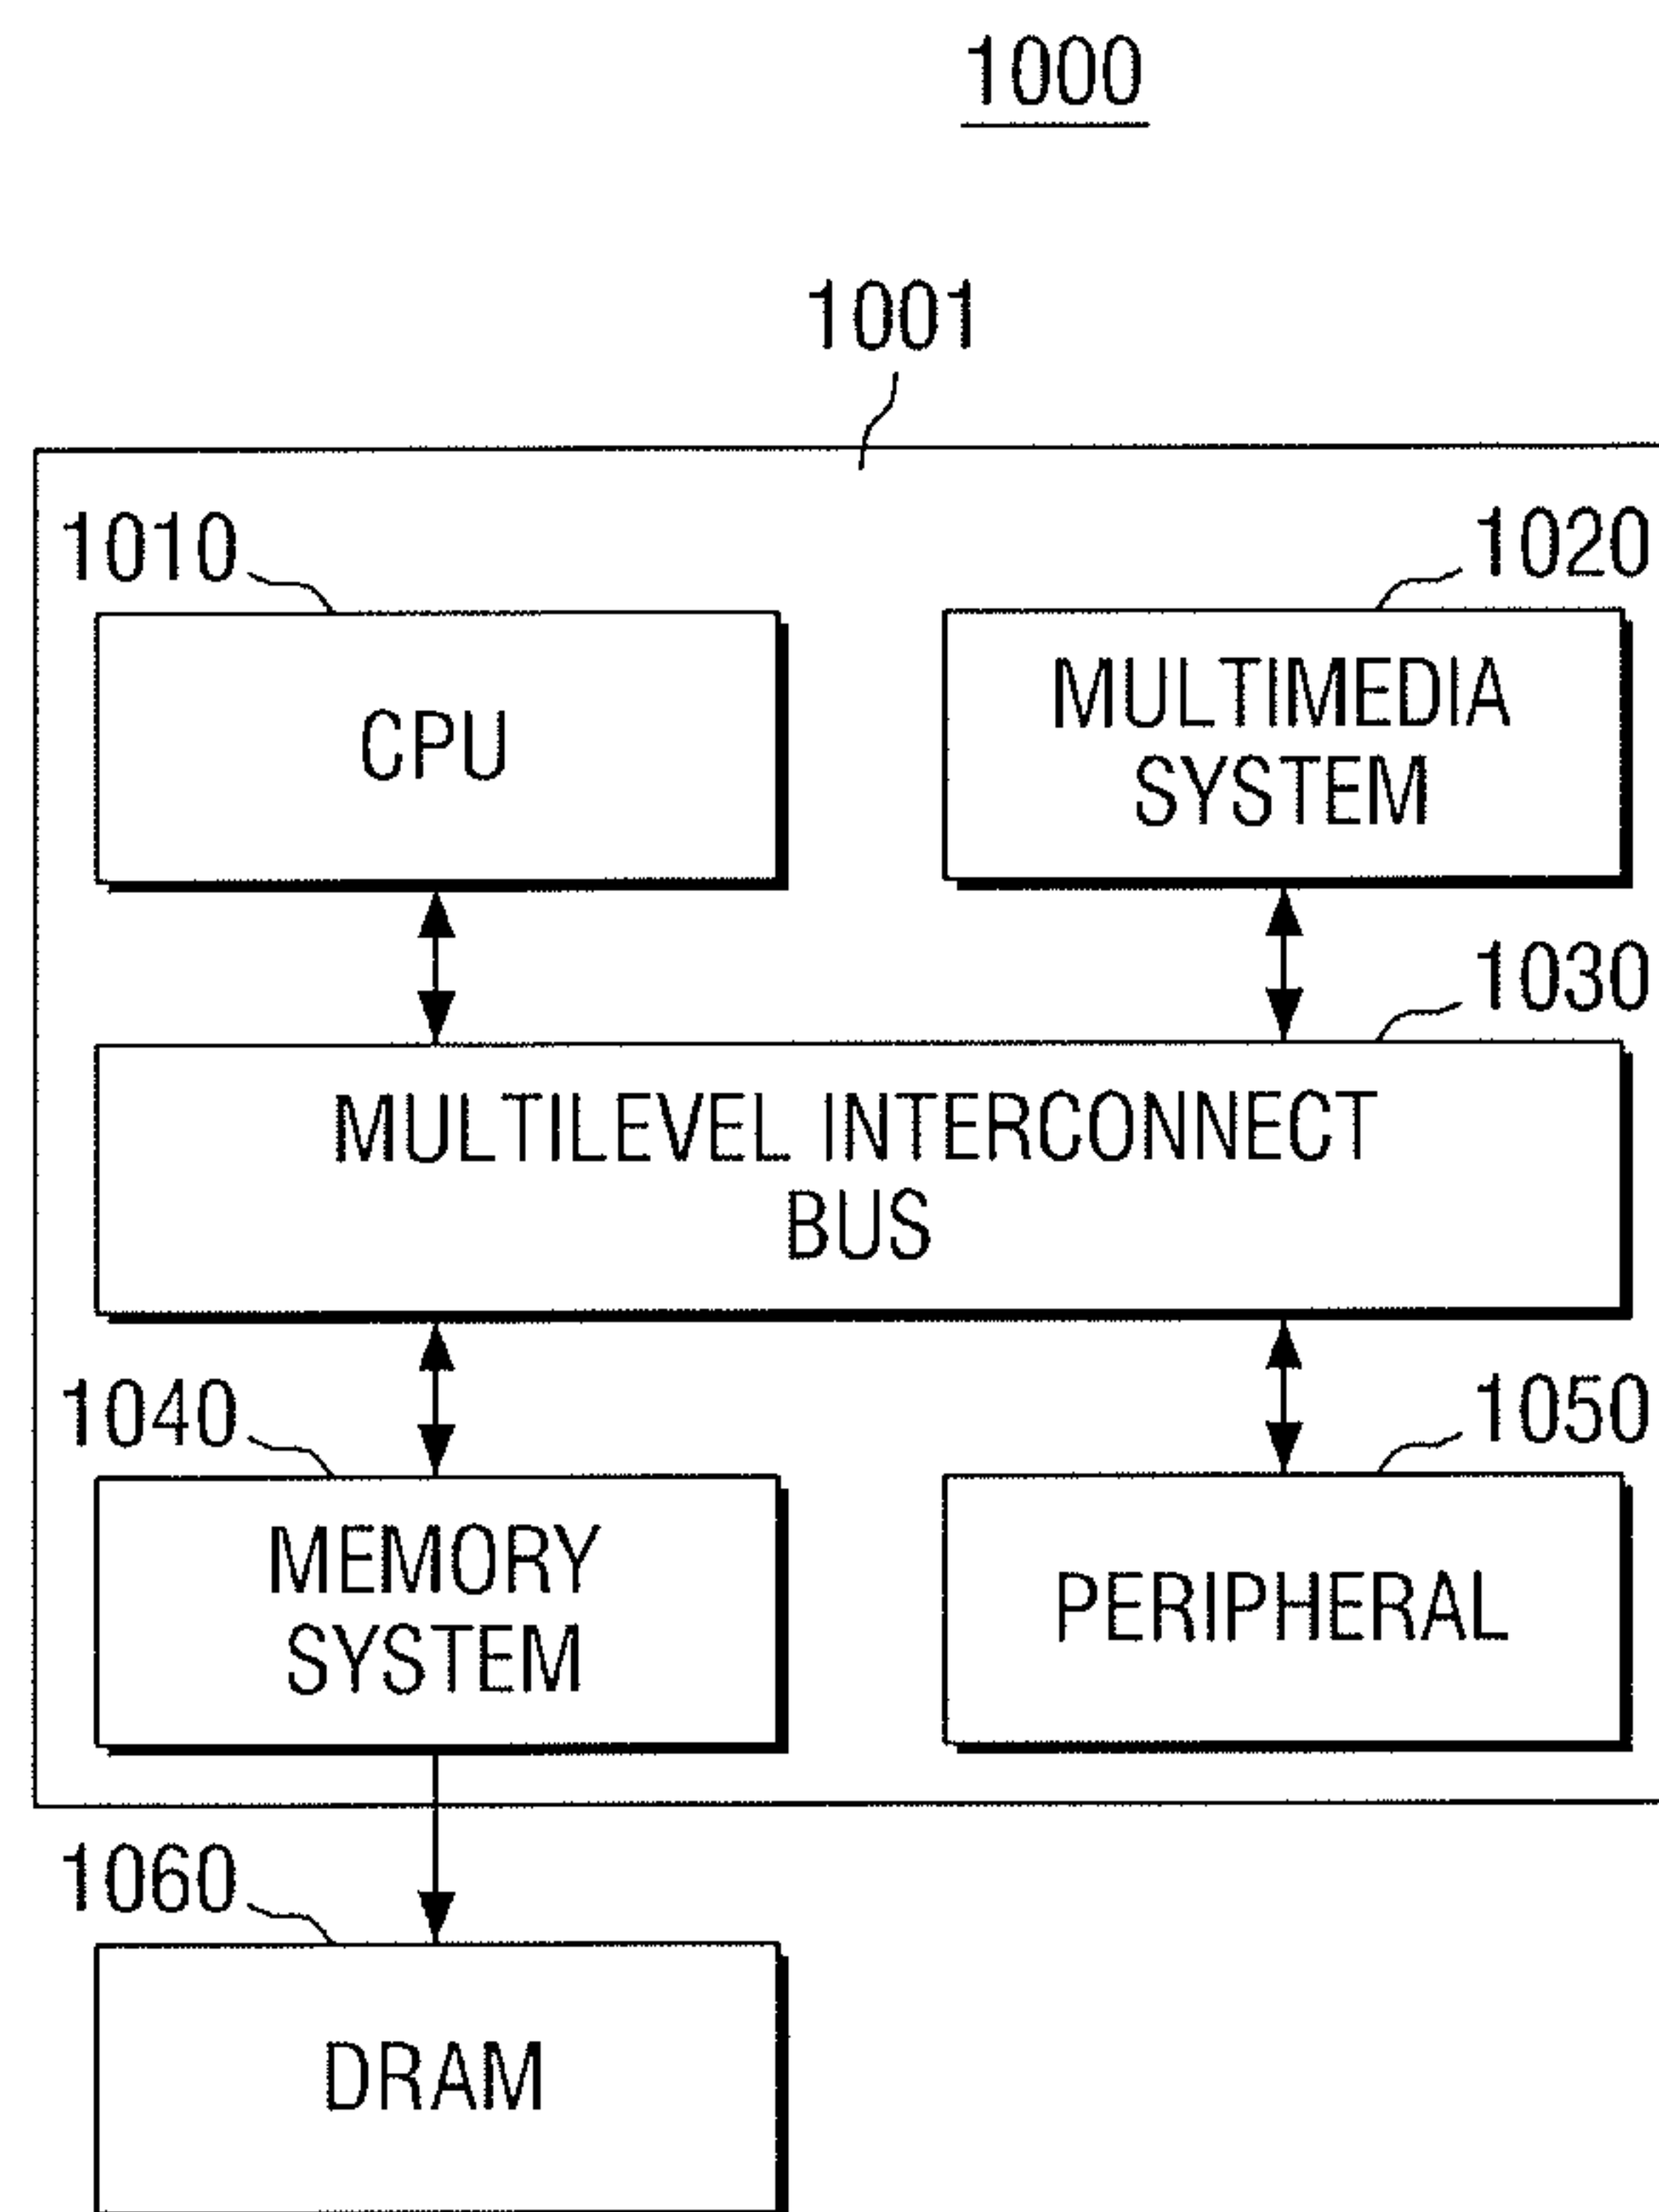 1000
1001
1010
1020
CPU
MULTIMEDIA
SYSTEM
1030
MULTILEVEL INTERCONNECT
BUS
1040
1050
MEMORY
SYSTEM
PERIPHERAL
1060
DRAM